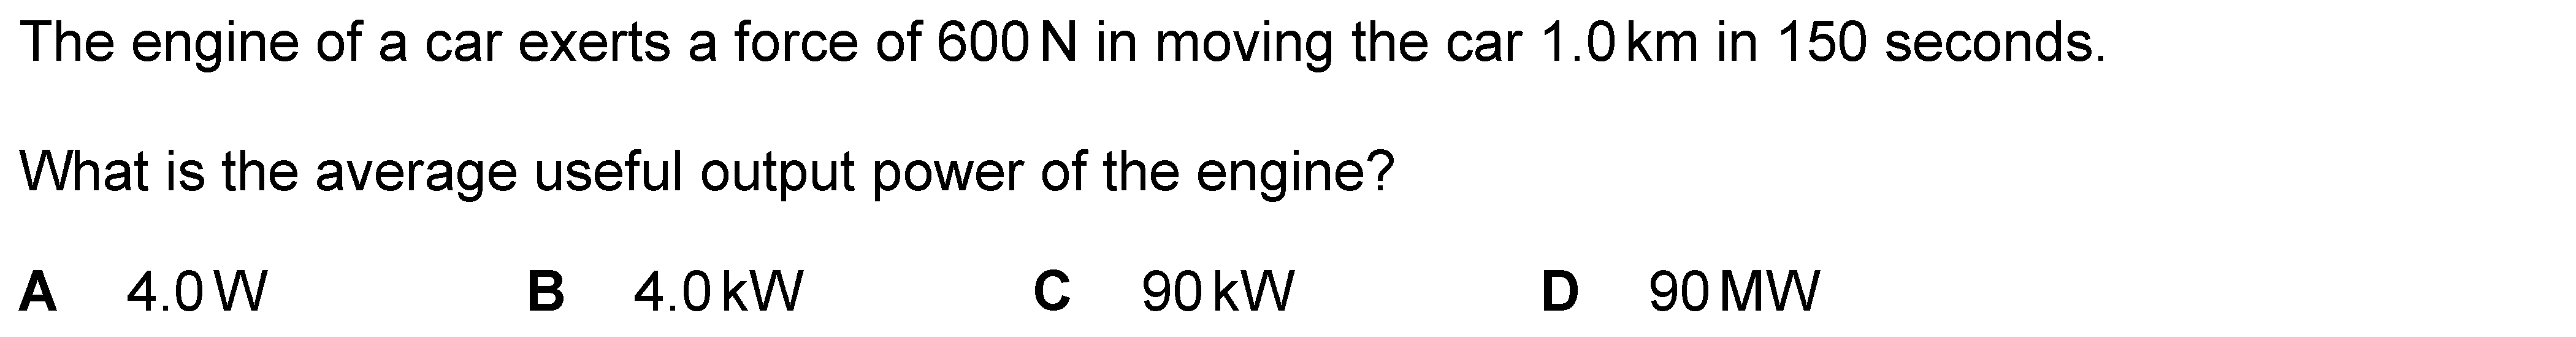 The engine of a car exerts a force of 600 N in moving the car 1.0 km in 150 seconds.
What is the average useful output power of the engine?
A 4.0 W B 4.0 kW C 90 kW D 90 MW